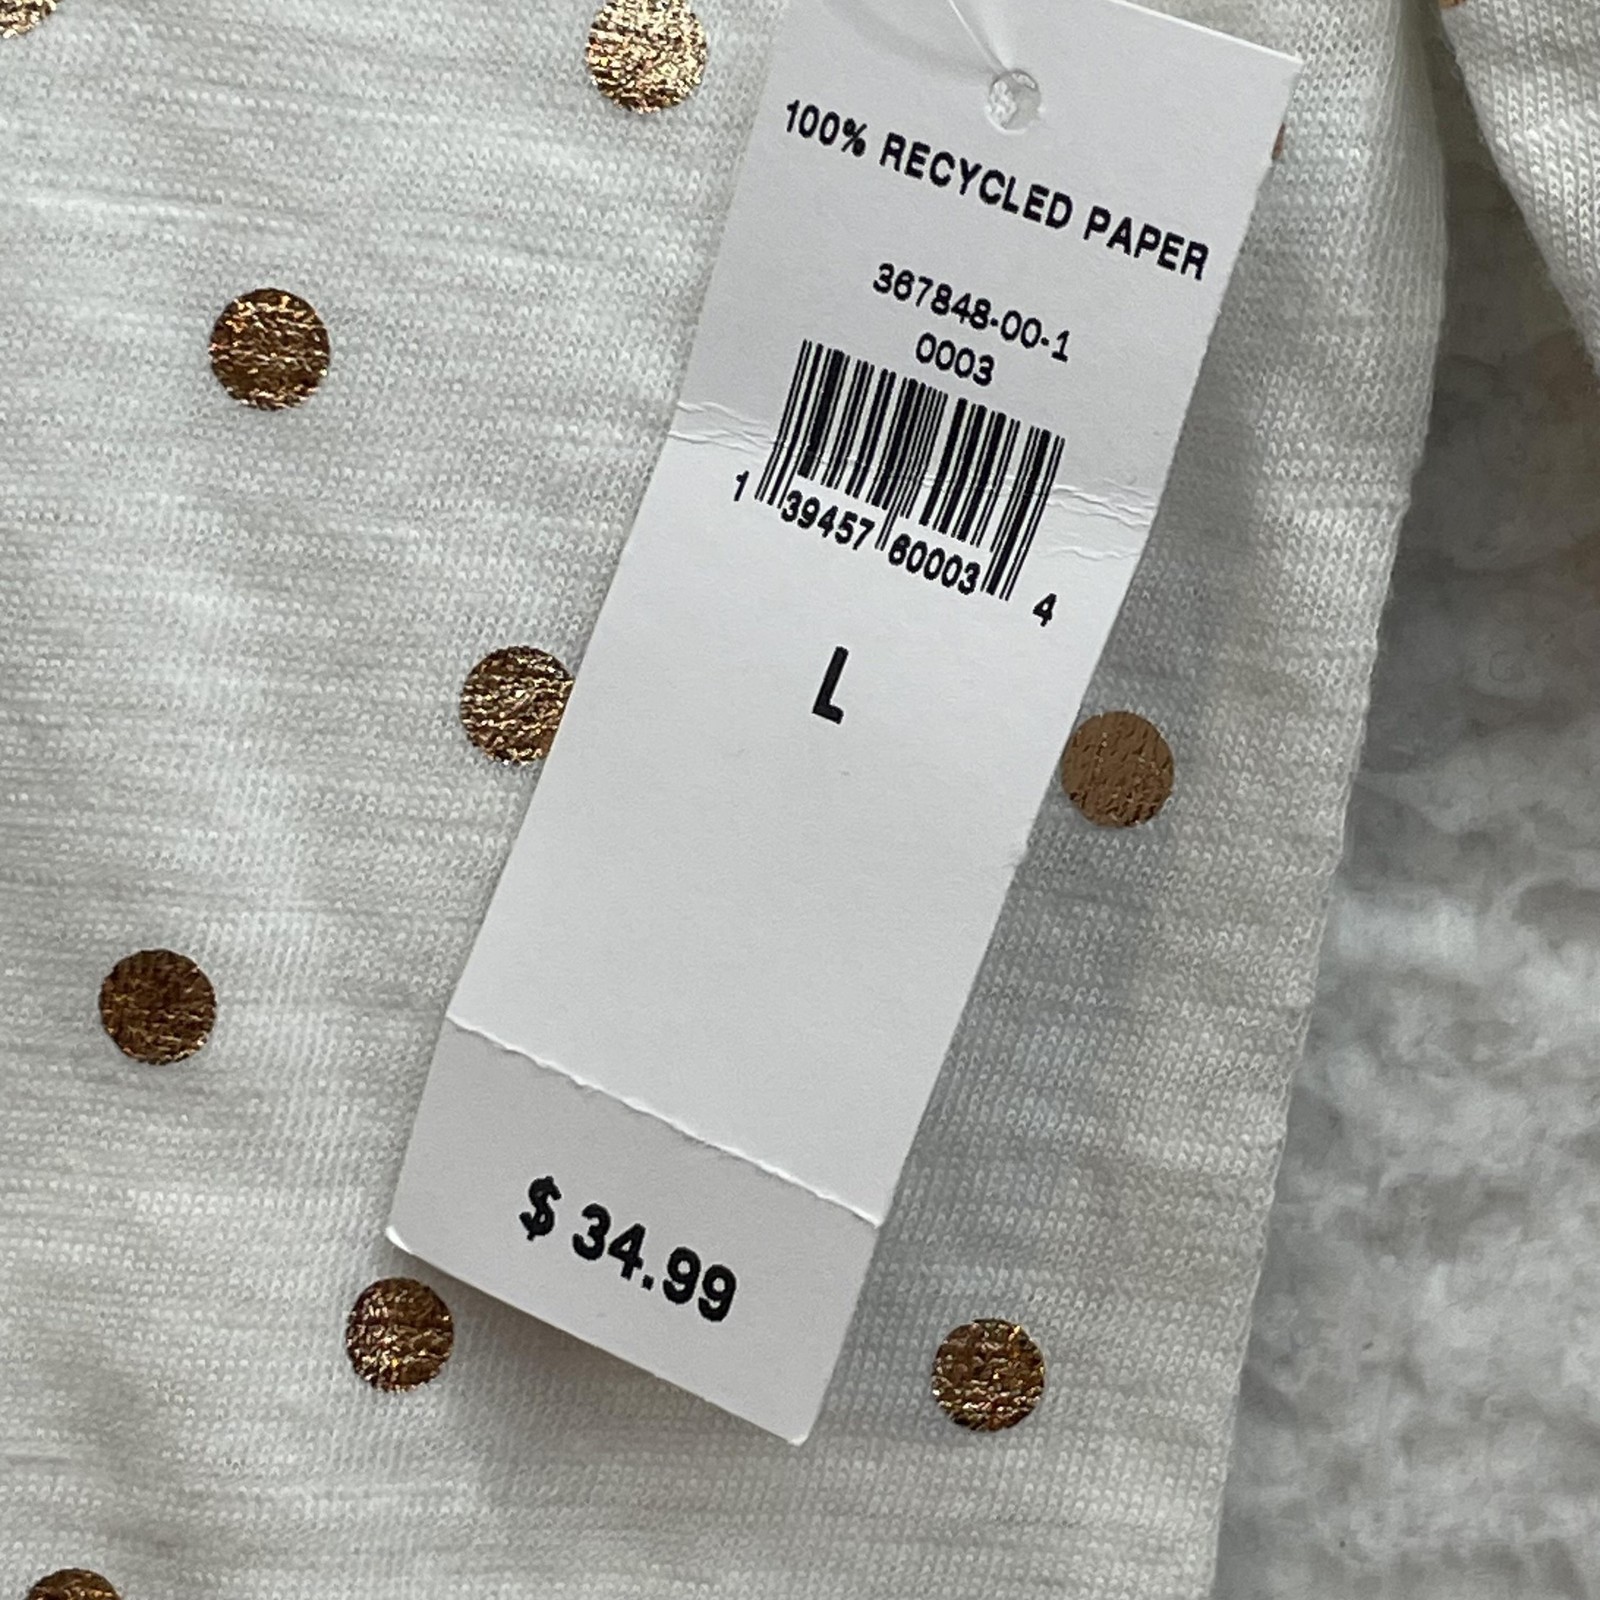 100% RECYCLED PAPER
367848-00-1
0003
1 39457 60003 4
L
$ 34.99